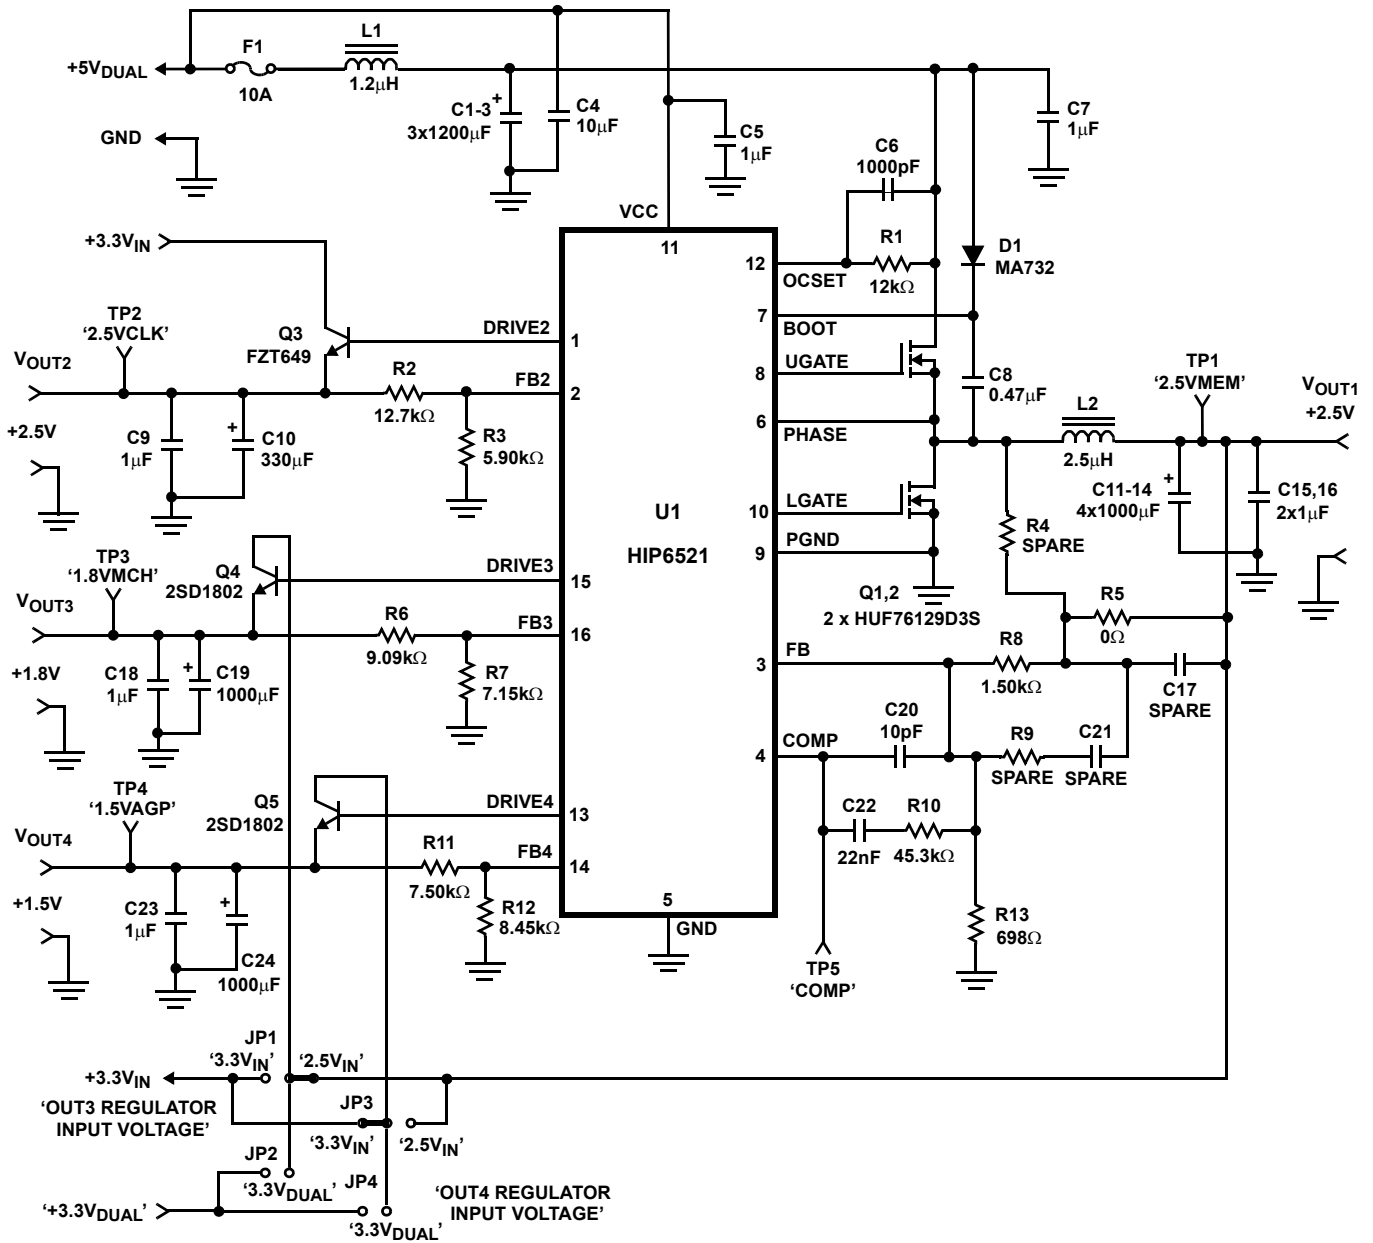 L1
F1
+5VDUAL
10A
1.2µH
C1-3
+
3x1200µF
C4
10µF
C5
1µF
C7
1µF
GND
C6
1000pF
VCC
11
+3.3VIN
12
OCSET
R1
12kΩ
D1
MA732
7
BOOT
TP2
‘2.5VCLK’
Q3
FZT649
DRIVE2
1
UGATE
8
VOUT2
R2
12.7kΩ
FB2
2
C8
0.47µF
TP1
‘2.5VMEM’
VOUT1
+2.5V
+2.5V
C9
1µF
+
C10
330µF
R3
5.90kΩ
6
PHASE
L2
2.5µH
U1
HIP6521
LGATE
10
+
C11-14
4x1000µF
C15,16
2x1µF
R4
SPARE
PGND
9
TP3
‘1.8VMCH’
Q4
2SD1802
DRIVE3
15
Q1,2
2 x HUF76129D3S
R5
0Ω
VOUT3
R6
9.09kΩ
FB3
16
FB
3
R8
1.50kΩ
+1.8V
C18
1µF
+
C19
1000µF
R7
7.15kΩ
C17
SPARE
C20
10pF
COMP
4
R9
SPARE
C21
SPARE
TP4
‘1.5VAGP’
Q5
2SD1802
DRIVE4
13
C22
22nF
R10
45.3kΩ
VOUT4
R11
7.50kΩ
FB4
14
+1.5V
C23
1µF
+
C24
1000µF
R12
8.45kΩ
5
GND
R13
698Ω
TP5
‘COMP’
JP1
‘3.3VIN’
‘2.5VIN’
+3.3VIN
‘OUT3 REGULATOR
INPUT VOLTAGE’
JP3
‘3.3VIN’
‘2.5VIN’
JP2
‘3.3VDUAL’
JP4
‘OUT4 REGULATOR
INPUT VOLTAGE’
‘+3.3VDUAL’
‘3.3VDUAL’